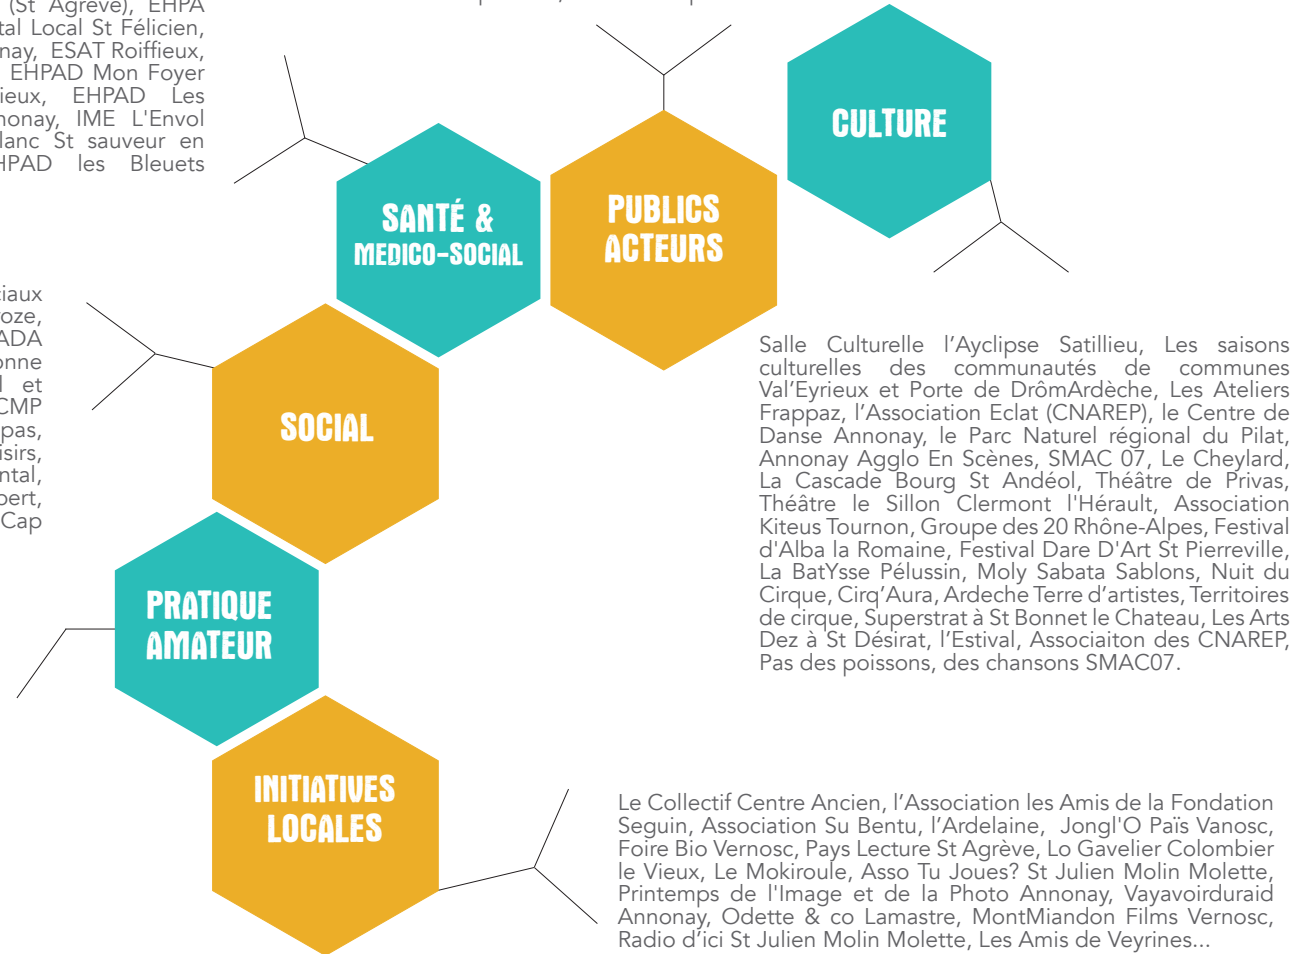 (St Agrève), EHPA
tal Local St Félicien,
nay, ESAT Roiffieux,
EHPAD Mon Foyer
ieux, EHPAD Les
nonay, IME L'Envol
lanc St sauveur en
HPAD les Bleuets
CULTURE
PUBLICS
ACTEURS
SANTÉ &
MEDICO-SOCIAL
ciaux
roze,
ADA
onne
l et
CMP
pas,
isirs,
ntal,
bert,
Cap
SOCIAL
Salle Culturelle l’Ayclipse Satillieu, Les saisons
culturelles des communautés de communes
Val’Eyrieux et Porte de DrômArdèche, Les Ateliers
Frappaz, l’Association Eclat (CNAREP), le Centre de
Danse Annonay, le Parc Naturel régional du Pilat,
Annonay Agglo En Scènes, SMAC 07, Le Cheylard,
La Cascade Bourg St Andéol, Théâtre de Privas,
Théâtre le Sillon Clermont l'Hérault, Association
Kiteus Tournon, Groupe des 20 Rhône-Alpes, Festival
d'Alba la Romaine, Festival Dare D'Art St Pierreville,
La BatYsse Pélussin, Moly Sabata Sablons, Nuit du
Cirque, Cirq’Aura, Ardeche Terre d’artistes, Territoires
de cirque, Superstrat à St Bonnet le Chateau, Les Arts
Dez à St Désirat, l’Estival, Associaiton des CNAREP,
Pas des poissons, des chansons SMAC07.
PRATIQUE
AMATEUR
INITIATIVES
LOCALES
Le Collectif Centre Ancien, l’Association les Amis de la Fondation
Seguin, Association Su Bentu, l’Ardelaine, Jongl'O Païs Vanosc,
Foire Bio Vernosc, Pays Lecture St Agrève, Lo Gavelier Colombier
le Vieux, Le Mokiroule, Asso Tu Joues? St Julien Molin Molette,
Printemps de l'Image et de la Photo Annonay, Vayavoirduraid
Annonay, Odette & co Lamastre, MontMiandon Films Vernosc,
Radio d’ici St Julien Molin Molette, Les Amis de Veyrines...